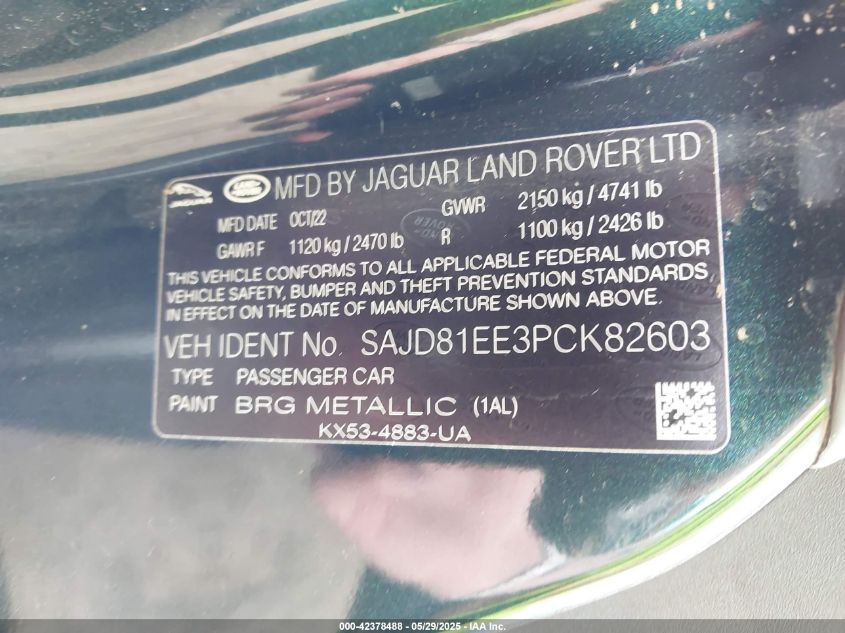 JAGUAR LAND ROVER MFD BY JAGUAR LAND ROVER LTD
MFD DATE OCT/22 GVWR 2150 kg / 4741 lb
GAWR F 1120 kg / 2470 lb R 1100 kg / 2426 lb
THIS VEHICLE CONFORMS TO ALL APPLICABLE FEDERAL MOTOR
VEHICLE SAFETY, BUMPER AND THEFT PREVENTION STANDARDS
IN EFFECT ON THE DATE OF MANUFACTURE SHOWN ABOVE.
VEH IDENT No. SAJD81EE3PCK82603
TYPE PASSENGER CAR
PAINT BRG METALLIC (1AL)
KX53-4883-UA
000-42378488 - 05/29/2025 - IAA Inc.